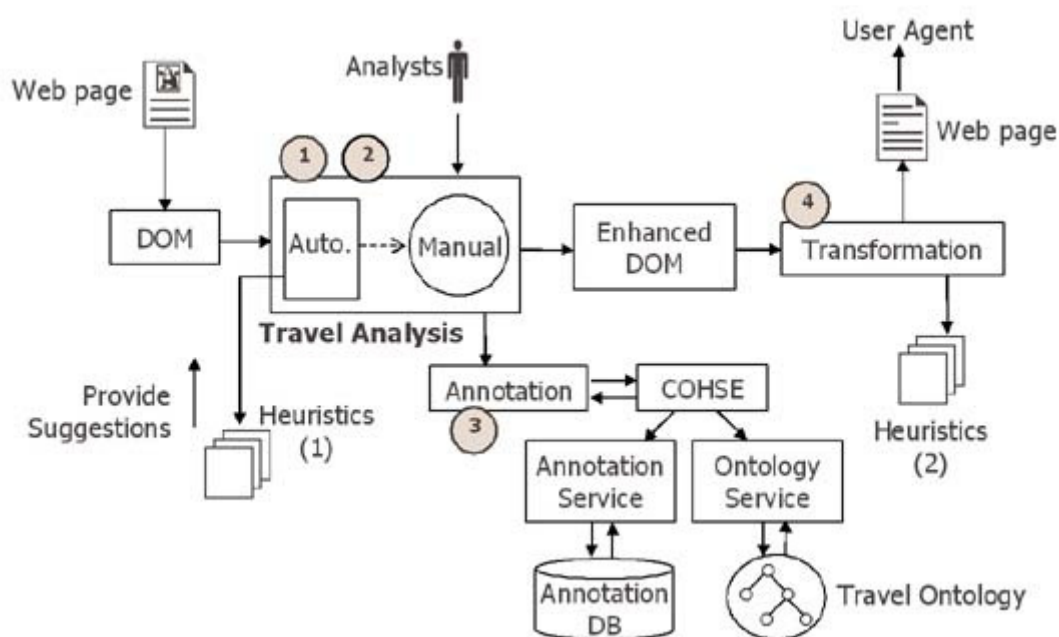 User Agent
Web page
Analysts
Web page
1
2
4
DOM
Auto.
Manual
Enhanced
DOM
Transformation
Travel Analysis
Provide
Suggestions
Heuristics
(1)
Annotation
COHSE
3
Heuristics
(2)
Annotation
Service
Ontology
Service
Annotation
DB
Travel Ontology